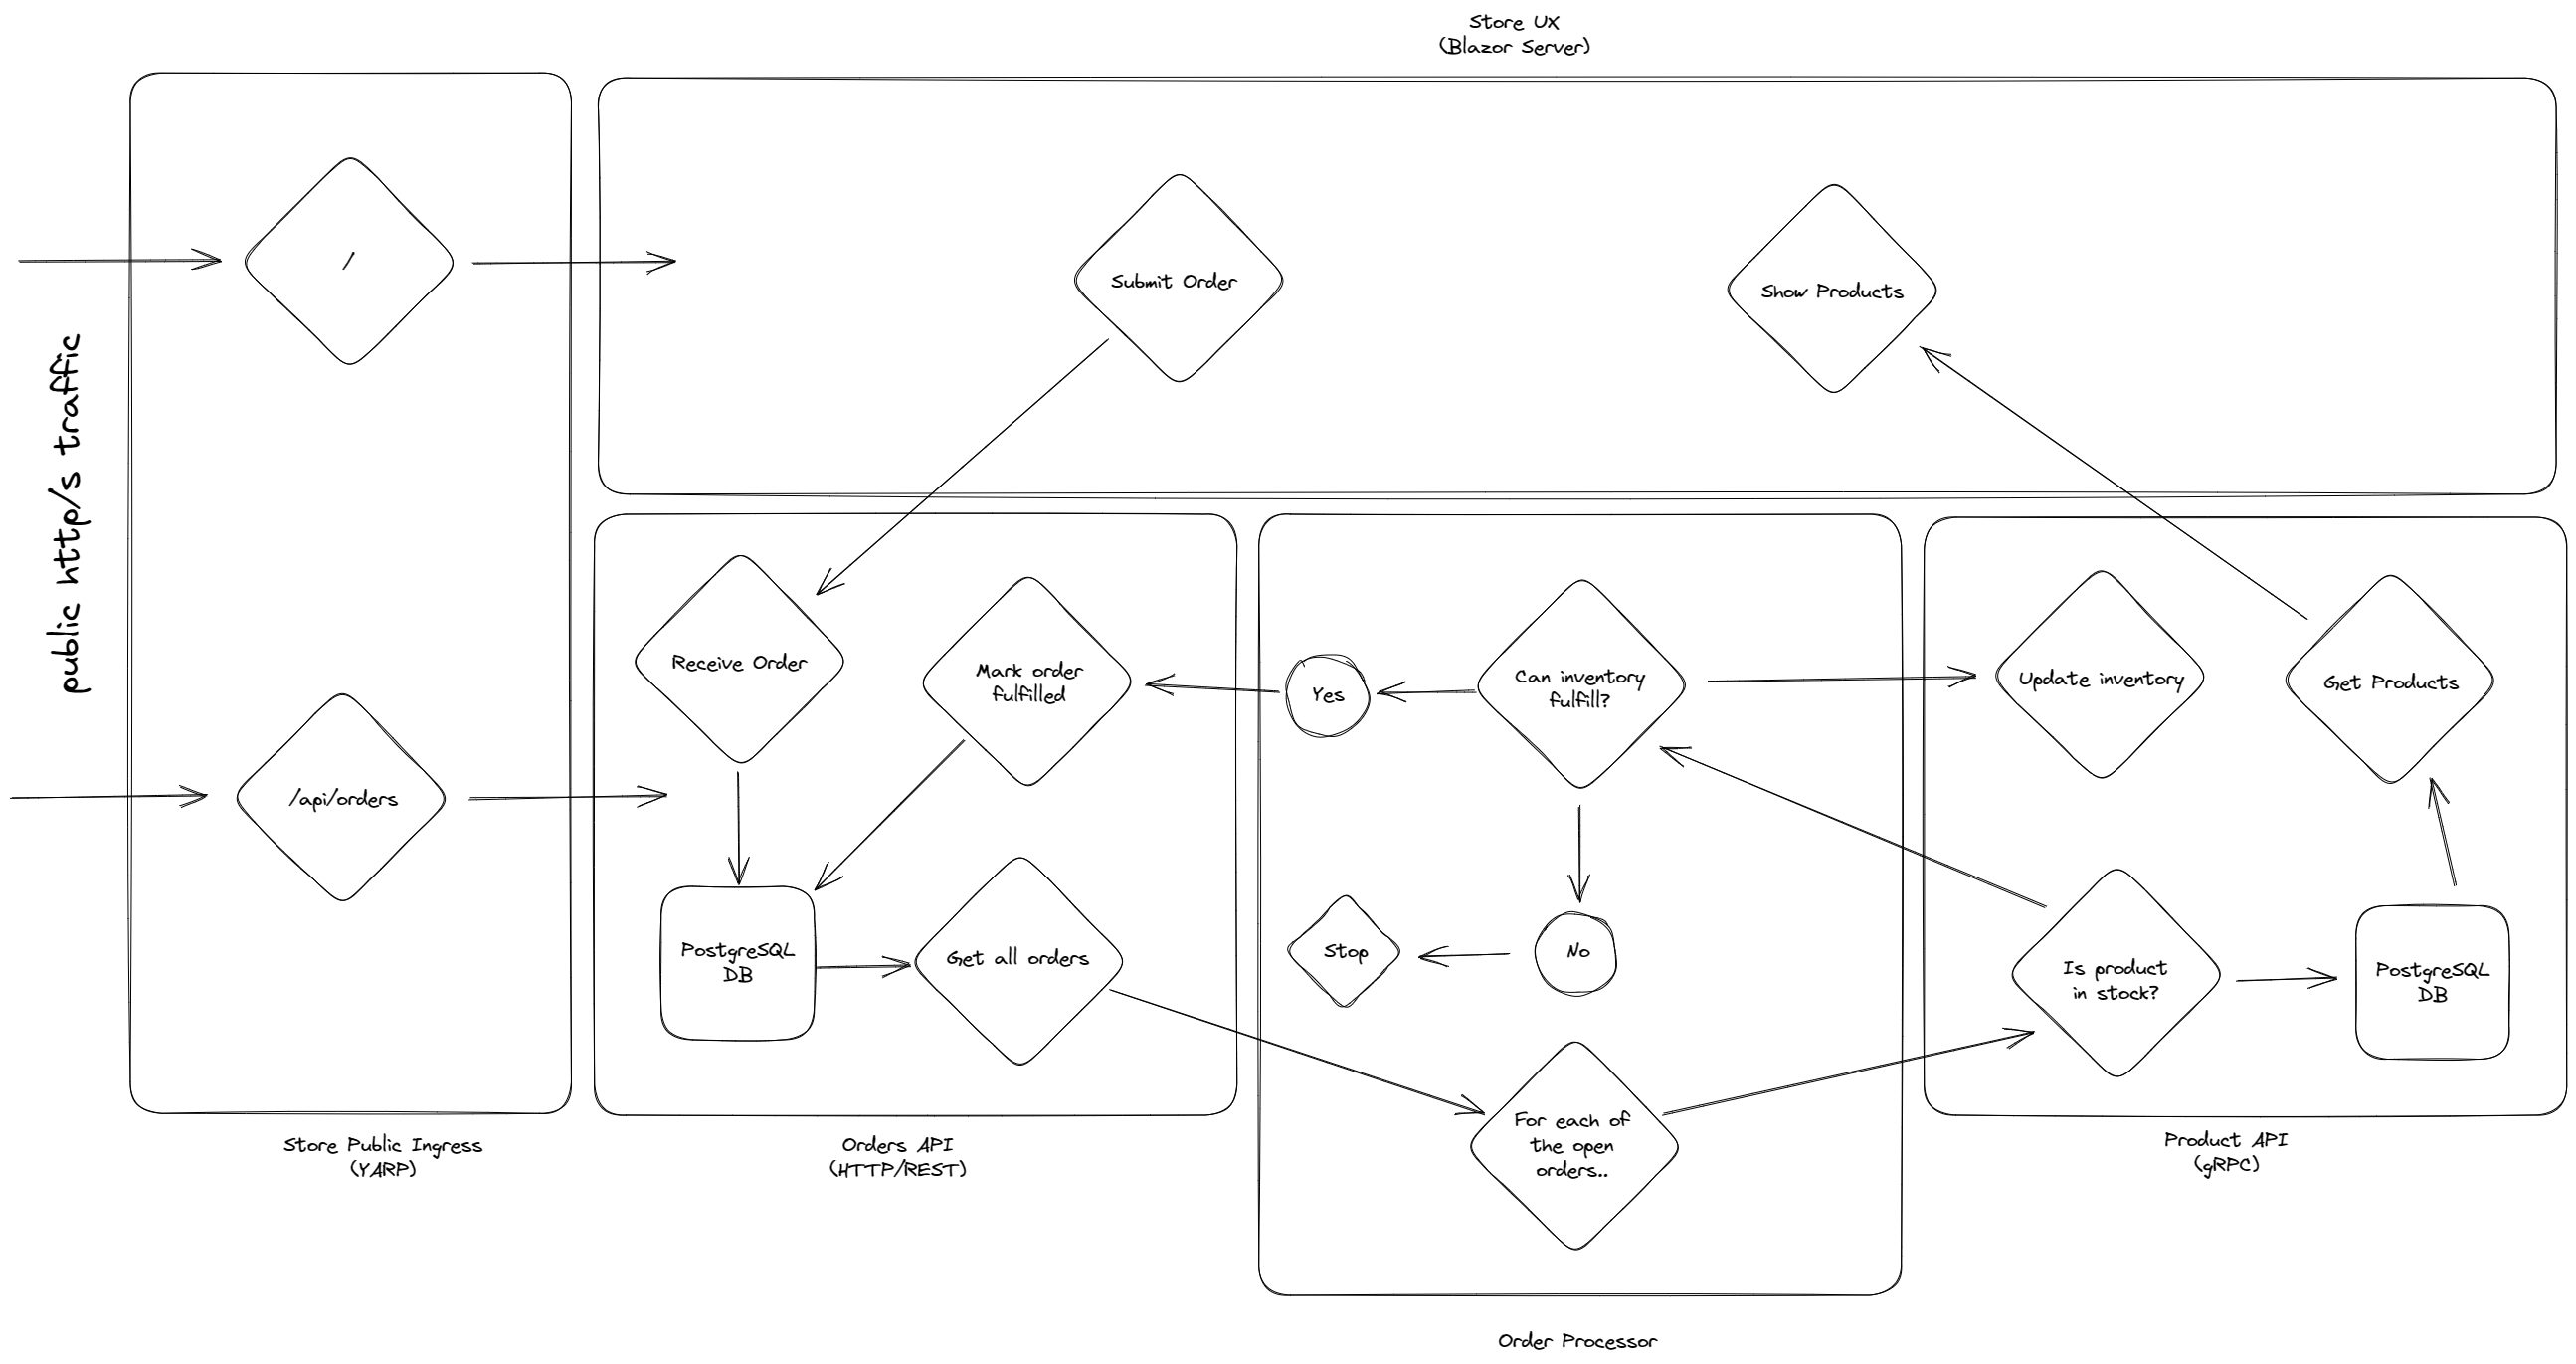 Store UX
(Blazor Server)
public http/s traffic
/
/api/orders
Store Public Ingress
(YARP)
Submit Order
Show Products
Receive Order
Mark order
fulfilled
PostgreSQL
DB
Get all orders
Orders API
(HTTP/REST)
Yes
Can inventory
fulfill?
Stop
No
For each of
the open
orders..
Order Processor
Update inventory
Get Products
Is product
in stock?
PostgreSQL
DB
Product API
(gRPC)